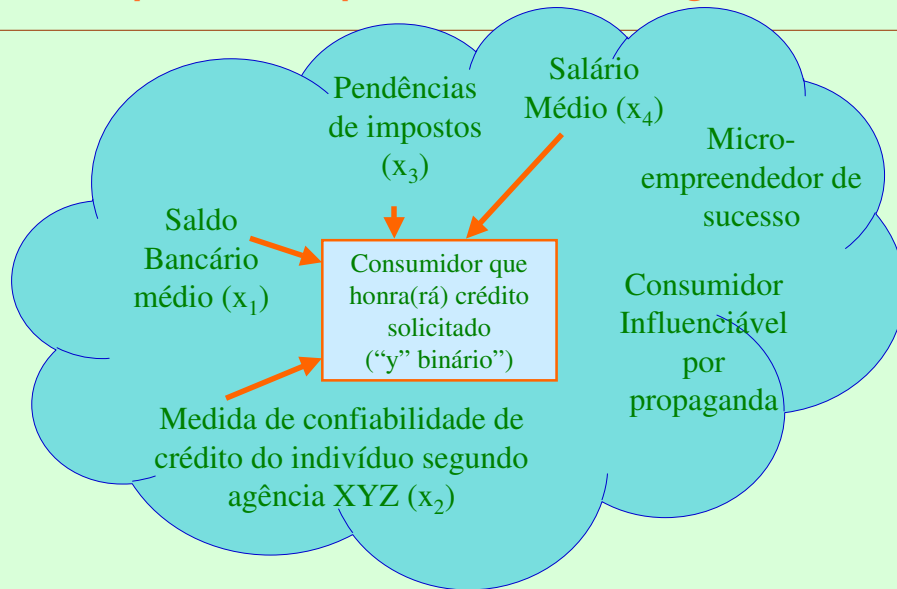 Pendências
de impostos
(x3)
Salário
Médio (x4)
Micro-
empreendedor de
sucesso
Saldo
Bancário
médio (x1)
Consumidor que
honra(rá) crédito
solicitado
(“y” binário”)
Consumidor
Influenciável
por
propaganda
Medida de confiabilidade de
crédito do indivíduo segundo
agência XYZ (x2)